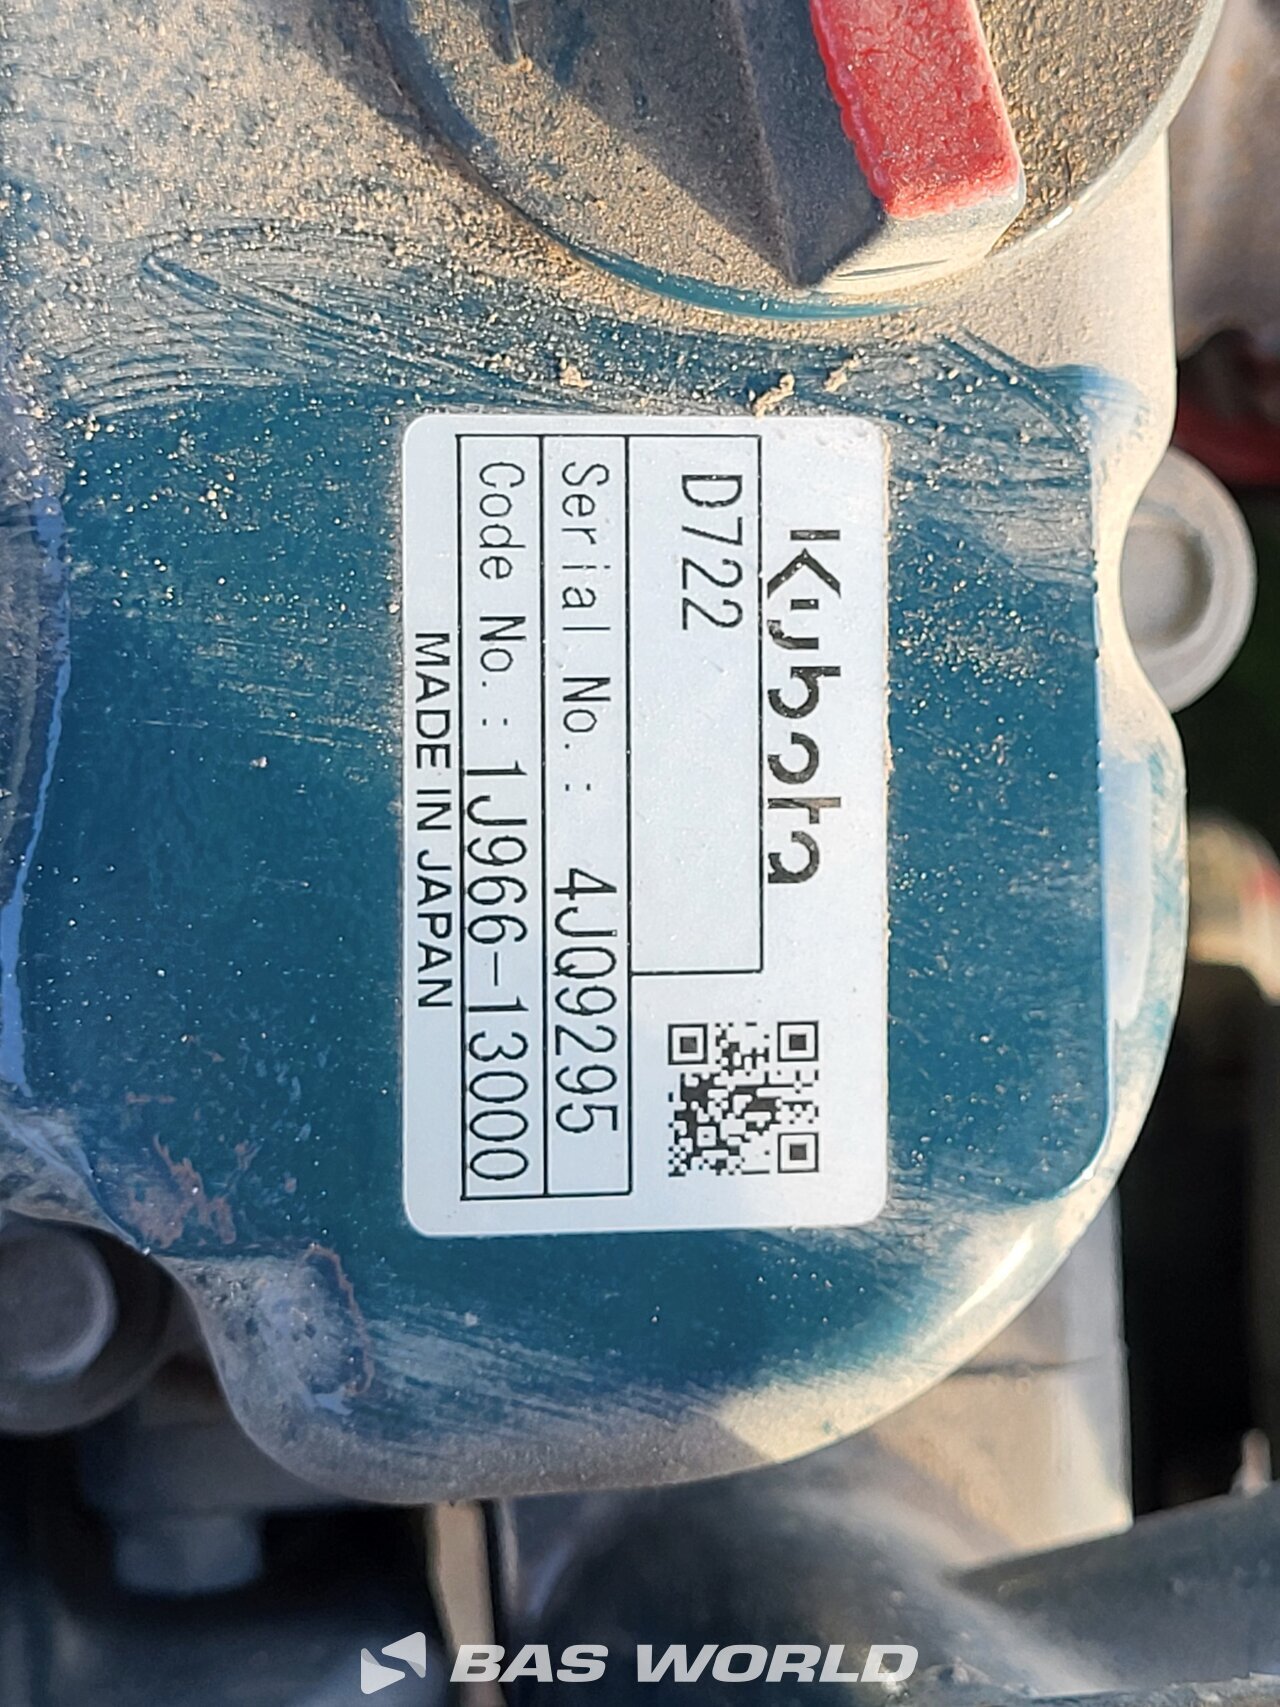 Kubota
D722
Serial No. : 4JQ9295
Code No. : 1J966-13000
MADE IN JAPAN
BAS WORLD